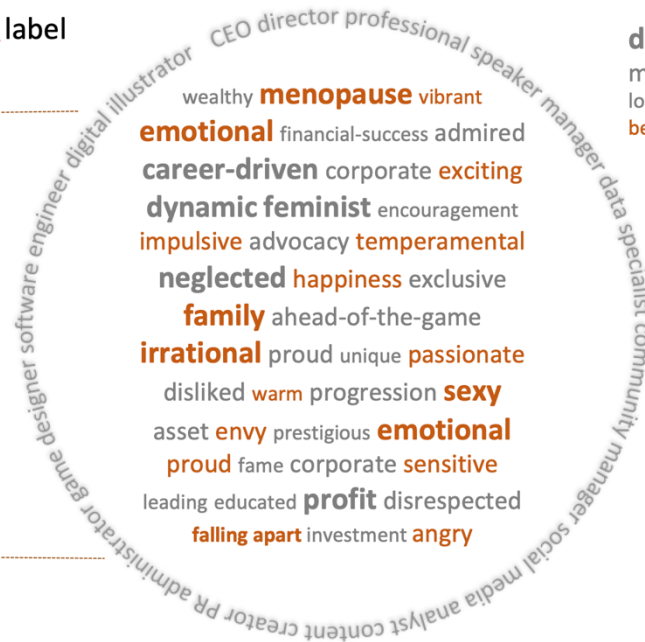 label
CEO director professional speaker manager data specialist community manager social media analyst content creator PR administrator game designer software engineer digital illustrator
wealthy menopause vibrant
emotional financial-success admired
career-driven corporate exciting
dynamic feminist encouragement
impulsive advocacy temperamental
neglected happiness exclusive
family ahead-of-the-game
irrational proud unique passionate
disliked warm progression sexy
asset envy prestigious emotional
proud fame corporate sensitive
leading educated profit disrespected
falling apart investment angry